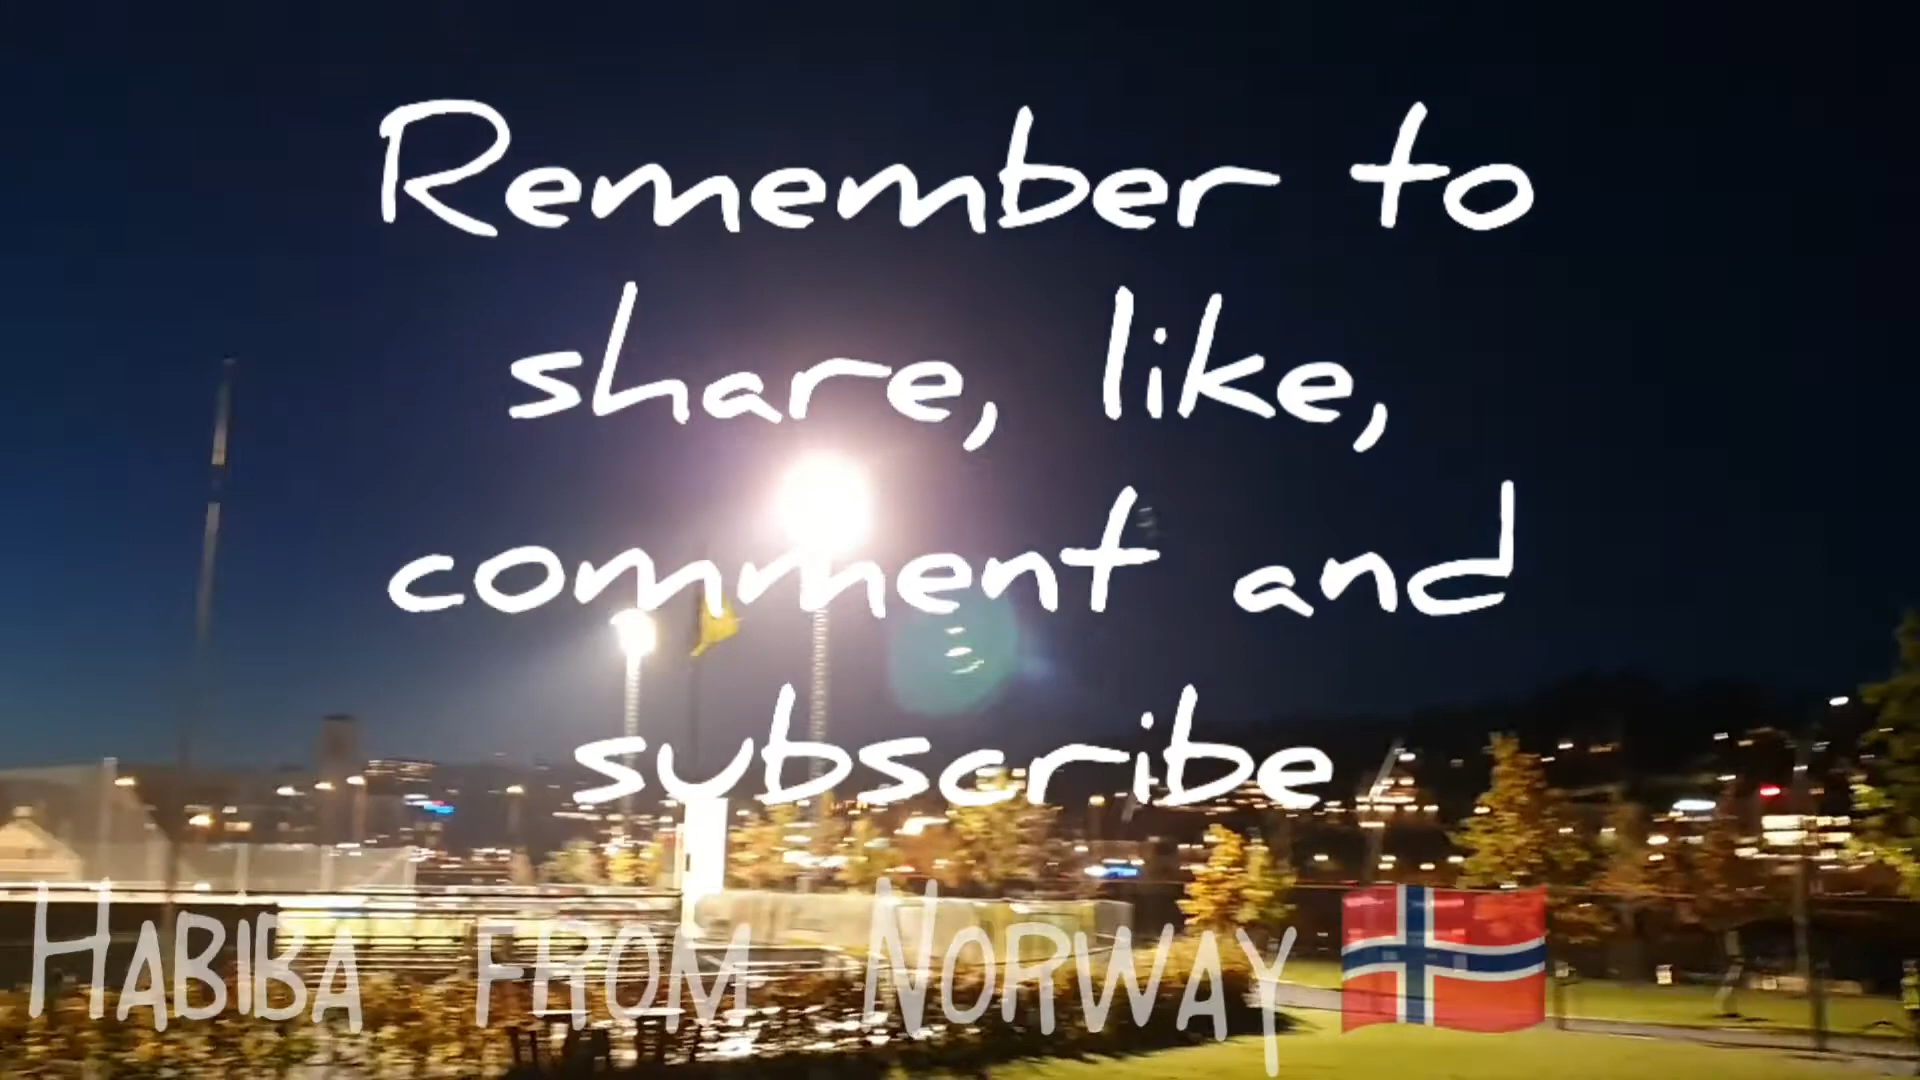 Remember to
share, like,
comment and
subscribe
HABIBA FROM NORWAY 🇳🇴